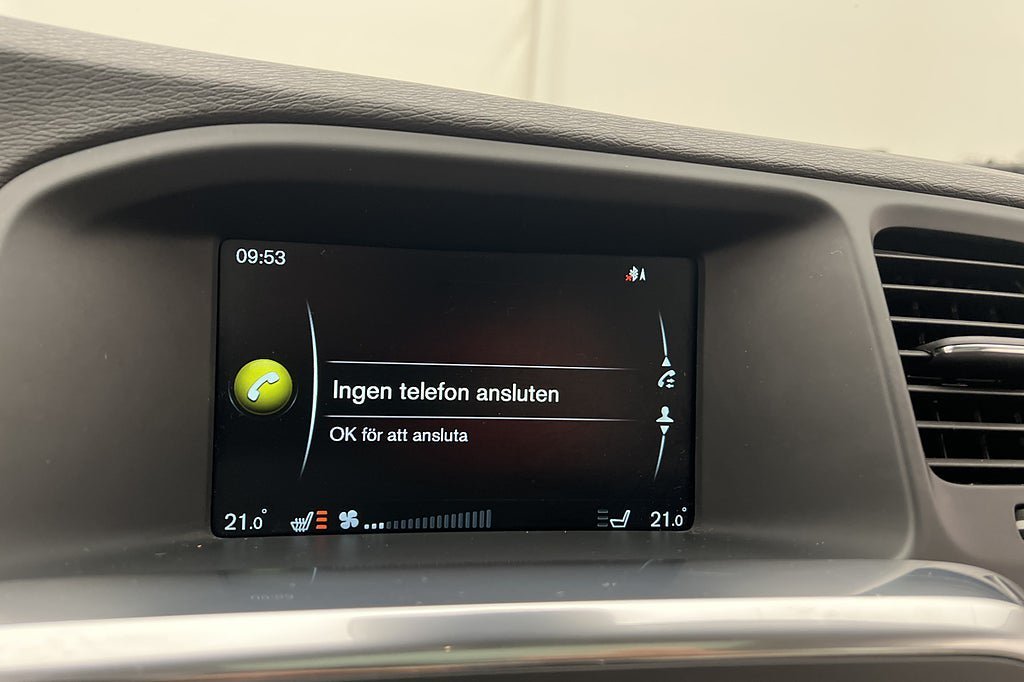 09:53
A
Ingen telefon ansluten
OK för att ansluta
21.0° 21.0°